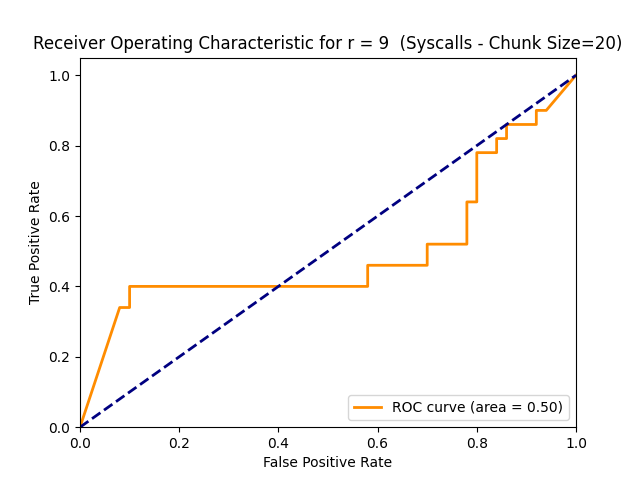 Receiver Operating Characteristic for r = 9  (Syscalls - Chunk Size=20)
1.0
0.8
0.6
0.4
0.2
0.0
True Positive Rate
ROC curve (area = 0.50)
0.0 0.2 0.4 0.6 0.8 1.0
False Positive Rate